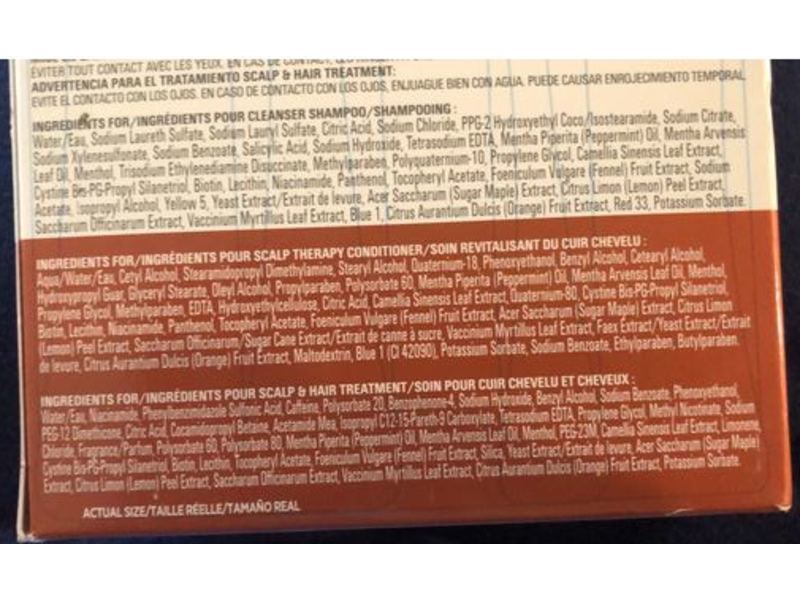 ÉVITER TOUT CONTACT AVEC LES YEUX. EN CAS DE CONTACT,
ADVERTENCIA PARA EL TRATAMIENTO SCALP & HAIR TREATMENT:
EVITE EL CONTACTO CON LOS OJOS. EN CASO DE CONTACTO CON LOS OJOS, ENJUAGUE BIEN CON AGUA. PUEDE CAUSAR ENROJECIMIENTO TEMPORAL.
INGREDIENTS FOR/INGRÉDIENTS POUR CLEANSER SHAMPOO/SHAMPOOING :
Water/Eau, Sodium Laureth Sulfate, Sodium Lauryl Sulfate, Citric Acid, Sodium Chloride, PPG-2 Hydroxyethyl Coco/Isostearamide, Sodium Citrate,
Sodium Xylenesulfonate, Sodium Benzoate, Salicylic Acid, Sodium Hydroxide, Tetrasodium EDTA, Mentha Piperita (Peppermint) Oil, Mentha Arvensis
Leaf Oil, Menthol, Trisodium Ethylenediamine Disuccinate, Methylparaben, Polyquaternium-10, Propylene Glycol, Camellia Sinensis Leaf Extract,
Cystine Bis-PG-Propyl Silanetriol, Biotin, Lecithin, Niacinamide, Panthenol, Tocopheryl Acetate, Foeniculum Vulgare (Fennel) Fruit Extract, Sodium
Acetate, Isopropyl Alcohol, Yellow 5, Yeast Extract/Extrait de levure, Acer Saccharum (Sugar Maple) Extract, Citrus Limon (Lemon) Peel Extract,
Saccharum Officinarum Extract, Vaccinium Myrtillus Leaf Extract, Blue 1, Citrus Aurantium Dulcis (Orange) Fruit Extract, Red 33, Potassium Sorbate.
INGREDIENTS FOR/INGRÉDIENTS POUR SCALP THERAPY CONDITIONER/SOIN REVITALISANT DU CUIR CHEVELU :
Aqua/Water/Eau, Cetyl Alcohol, Stearamidopropyl Dimethylamine, Stearyl Alcohol, Quaternium-18, Phenoxyethanol, Benzyl Alcohol, Cetearyl Alcohol,
Hydroxypropyl Guar, Glyceryl Stearate, Oleyl Alcohol, Propylparaben, Polysorbate 60, Mentha Piperita (Peppermint) Oil, Mentha Arvensis Leaf Oil, Menthol,
Propylene Glycol, Methylparaben, EDTA, Hydroxyethylcellulose, Citric Acid, Camellia Sinensis Leaf Extract, Quaternium-80, Cystine Bis-PG-Propyl Silanetriol,
Biotin, Lecithin, Niacinamide, Panthenol, Tocopheryl Acetate, Foeniculum Vulgare (Fennel) Fruit Extract, Acer Saccharum (Sugar Maple) Extract, Citrus Limon
(Lemon) Peel Extract, Saccharum Officinarum/Sugar Cane Extract/Extrait de canne à sucre, Vaccinium Myrtillus Leaf Extract, Faex Extract/Yeast Extract/Extrait
de levure, Citrus Aurantium Dulcis (Orange) Fruit Extract, Maltodextrin, Blue 1 (CI 42090), Potassium Sorbate, Sodium Benzoate, Ethylparaben, Butylparaben.
INGREDIENTS FOR/INGRÉDIENTS POUR SCALP & HAIR TREATMENT/SOIN POUR CUIR CHEVELU ET CHEVEUX :
Water/Eau, Niacinamide, Phenylbenzimidazole Sulfonic Acid, Caffeine, Polysorbate 20, Benzophenone-4, Sodium Hydroxide, Benzyl Alcohol, Sodium Benzoate, Phenoxyethanol,
PEG-12 Dimethicone, Citric Acid, Cocamidopropyl Betaine, Acetamide Mea, Isopropyl C12-15-Pareth-9 Carboxylate, Tetrasodium EDTA, Propylene Glycol, Methyl Nicotinate, Sodium
Chloride, Fragrance/Parfum, Polysorbate 60, Polysorbate 80, Mentha Piperita (Peppermint) Oil, Mentha Arvensis Leaf Oil, Menthol, PEG-23M, Camellia Sinensis Leaf Extract, Limonene,
Cystine Bis-PG-Propyl Silanetriol, Biotin, Lecithin, Tocopheryl Acetate, Foeniculum Vulgare (Fennel) Fruit Extract, Silica, Yeast Extract/Extrait de levure, Acer Saccharum (Sugar Maple)
Extract, Citrus Limon (Lemon) Peel Extract, Saccharum Officinarum Extract, Vaccinium Myrtillus Leaf Extract, Citrus Aurantium Dulcis (Orange) Fruit Extract, Potassium Sorbate.
ACTUAL SIZE/TAILLE RÉELLE/TAMAÑO REAL